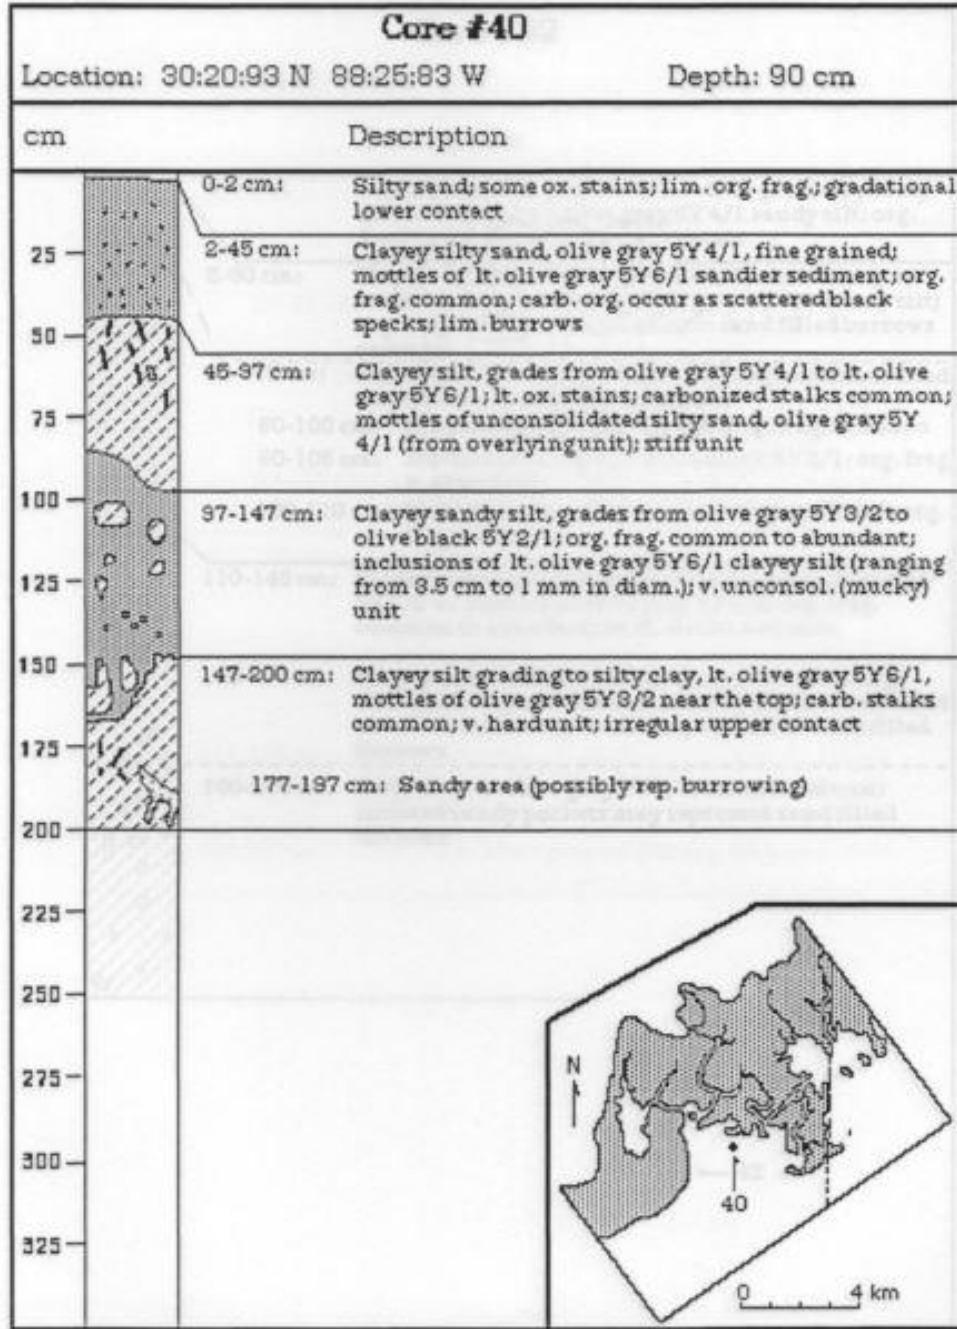 Core #40
Location: 30:20:93 N 88:25:83 W Depth: 90 cm
cm Description
0-2 cm: Silty sand; some ox. stains; lim. org. frag.; gradational
lower contact
2-45 cm: Clayey silty sand, olive gray 5Y 4/1, fine grained;
mottles of lt. olive gray 5Y 6/1 sandier sediment; org.
frag. common; carb. org. occur as scattered black
specks; lim. burrows
45-97 cm: Clayey silt, grades from olive gray 5Y 4/1 to lt. olive
gray 5Y 6/1; lt. ox. stains; carbonized stalks common;
mottles of unconsolidated silty sand, olive gray 5Y
4/1 (from overlying unit); stiff unit
97-147 cm: Clayey sandy silt, grades from olive gray 5Y 3/2 to
olive black 5Y 2/1; org. frag. common to abundant;
inclusions of lt. olive gray 5Y 6/1 clayey silt (ranging
from 3.5 cm to 1 mm in diam.); v. unconsol. (mucky)
unit
147-200 cm: Clayey silt grading to silty clay, lt. olive gray 5Y 6/1,
mottles of olive gray 5Y 3/2 near the top; carb. stalks
common; v. hard unit; irregular upper contact
177-197 cm: Sandy area (possibly rep. burrowing)
25
50
75
100
125
150
175
200
225
250
275
300
325
N
40
0 4 km